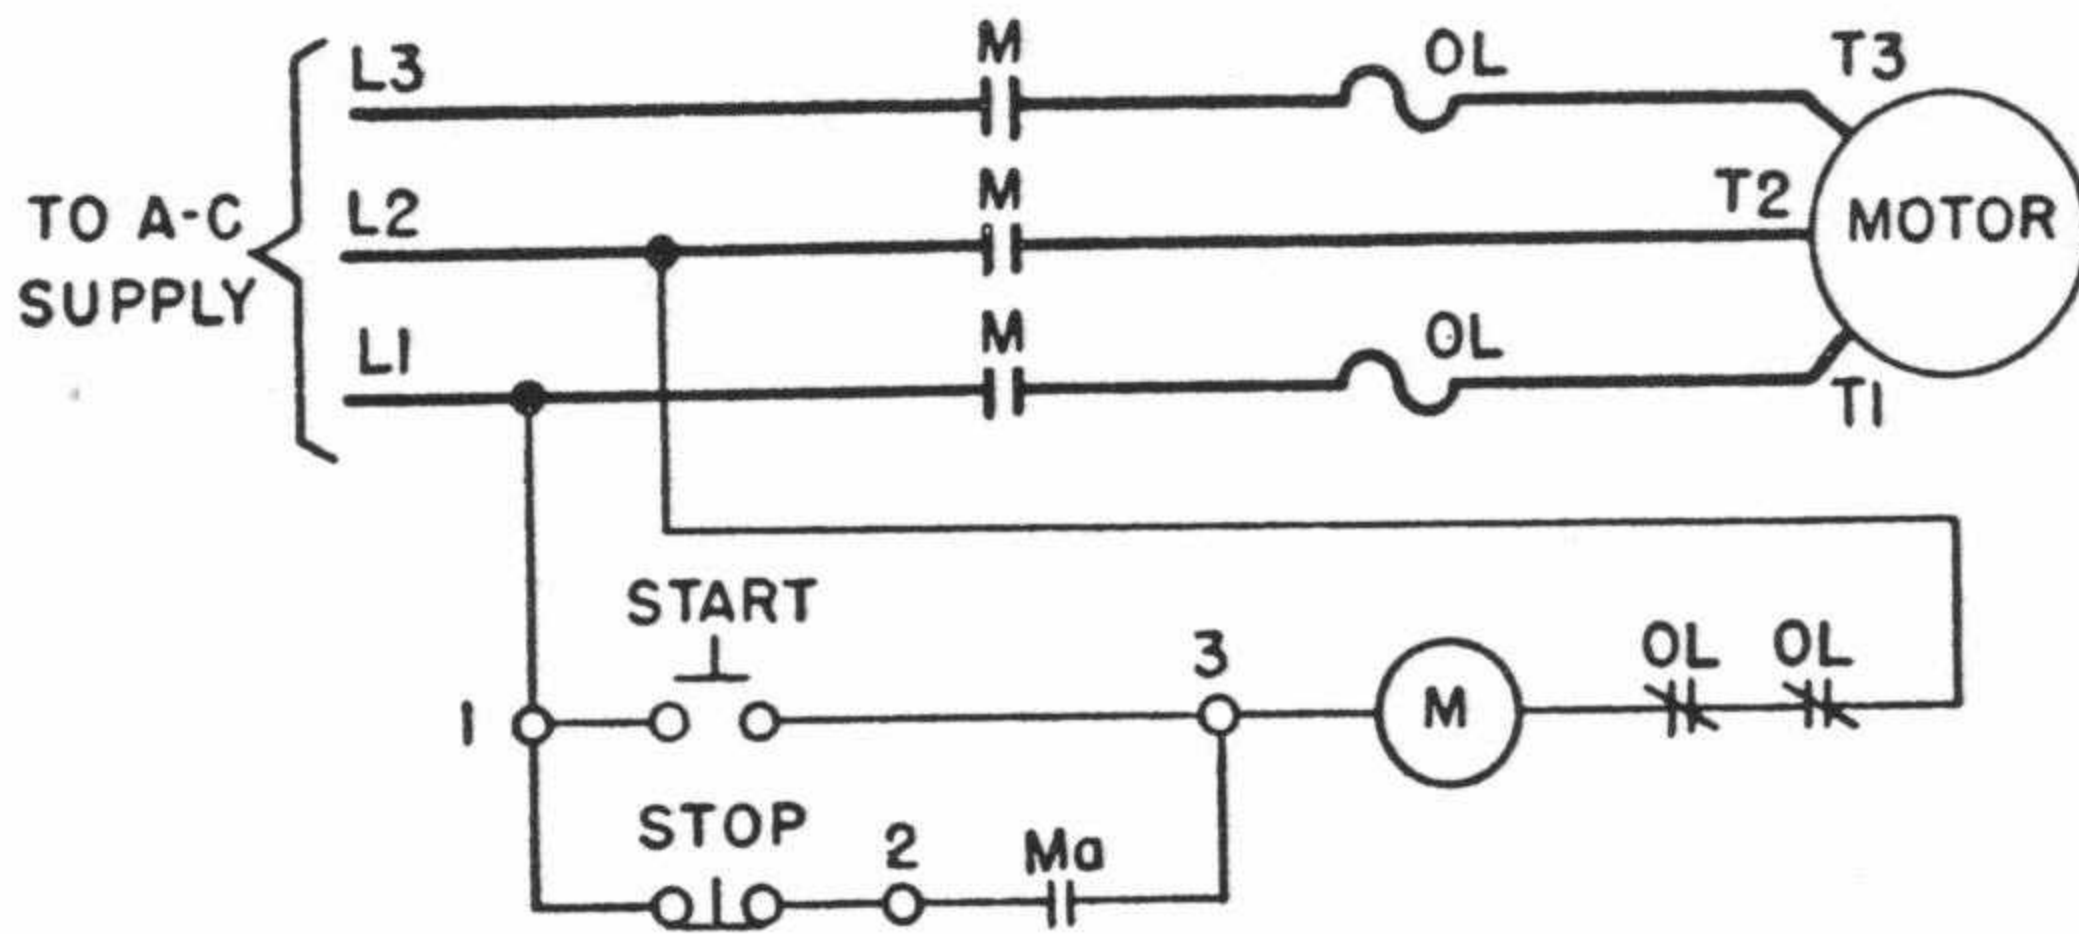 L3
M
OL
T3
TO A-C
SUPPLY
L2
M
T2
MOTOR
L1
M
OL
T1
START
1
3
M
OL
OL
STOP
2
Ma